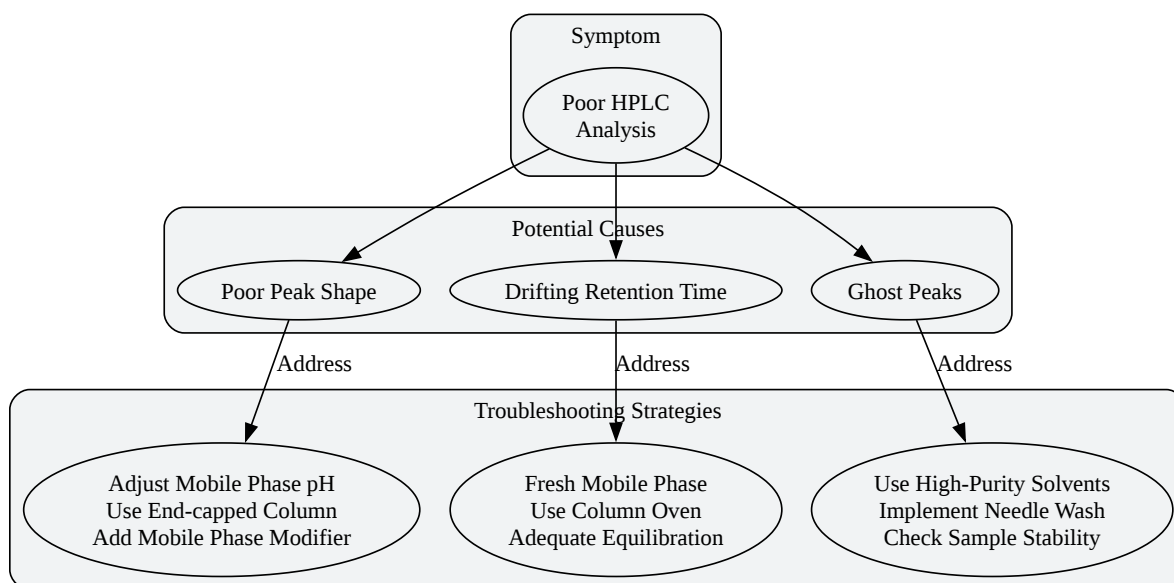 Symptom
Poor HPLC
Analysis
Potential Causes
Poor Peak Shape
Drifting Retention Time
Ghost Peaks
Address
Address
Address
Troubleshooting Strategies
Adjust Mobile Phase pH
Use End-capped Column
Add Mobile Phase Modifier
Fresh Mobile Phase
Use Column Oven
Adequate Equilibration
Use High-Purity Solvents
Implement Needle Wash
Check Sample Stability